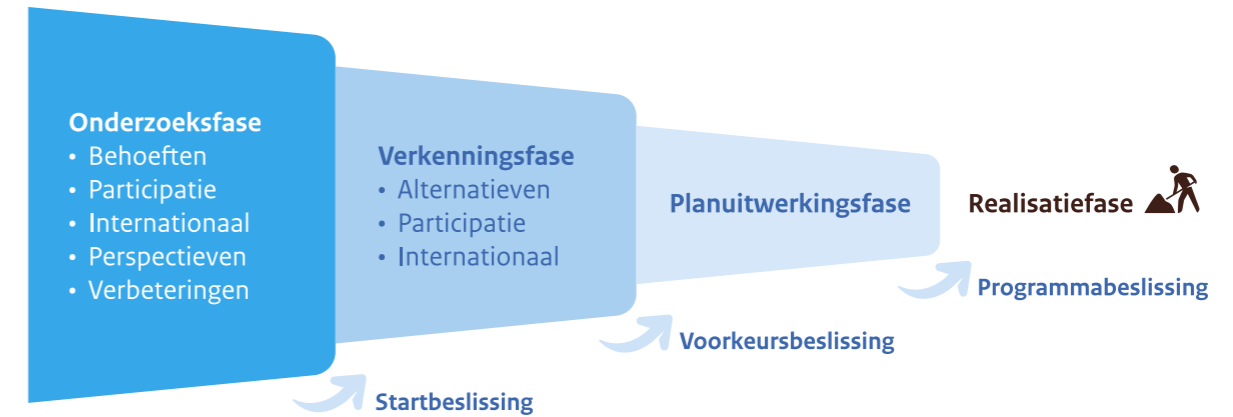 Onderzoeksfase
• Behoeften
• Participatie
• Internationaal
• Perspectieven
• Verbeteringen
Startbeslissing
Verkenningsfase
• Alternatieven
• Participatie
• Internationaal
Voorkeursbeslissing
Planuitwerkingsfase
Programmabeslissing
Realisatiefase